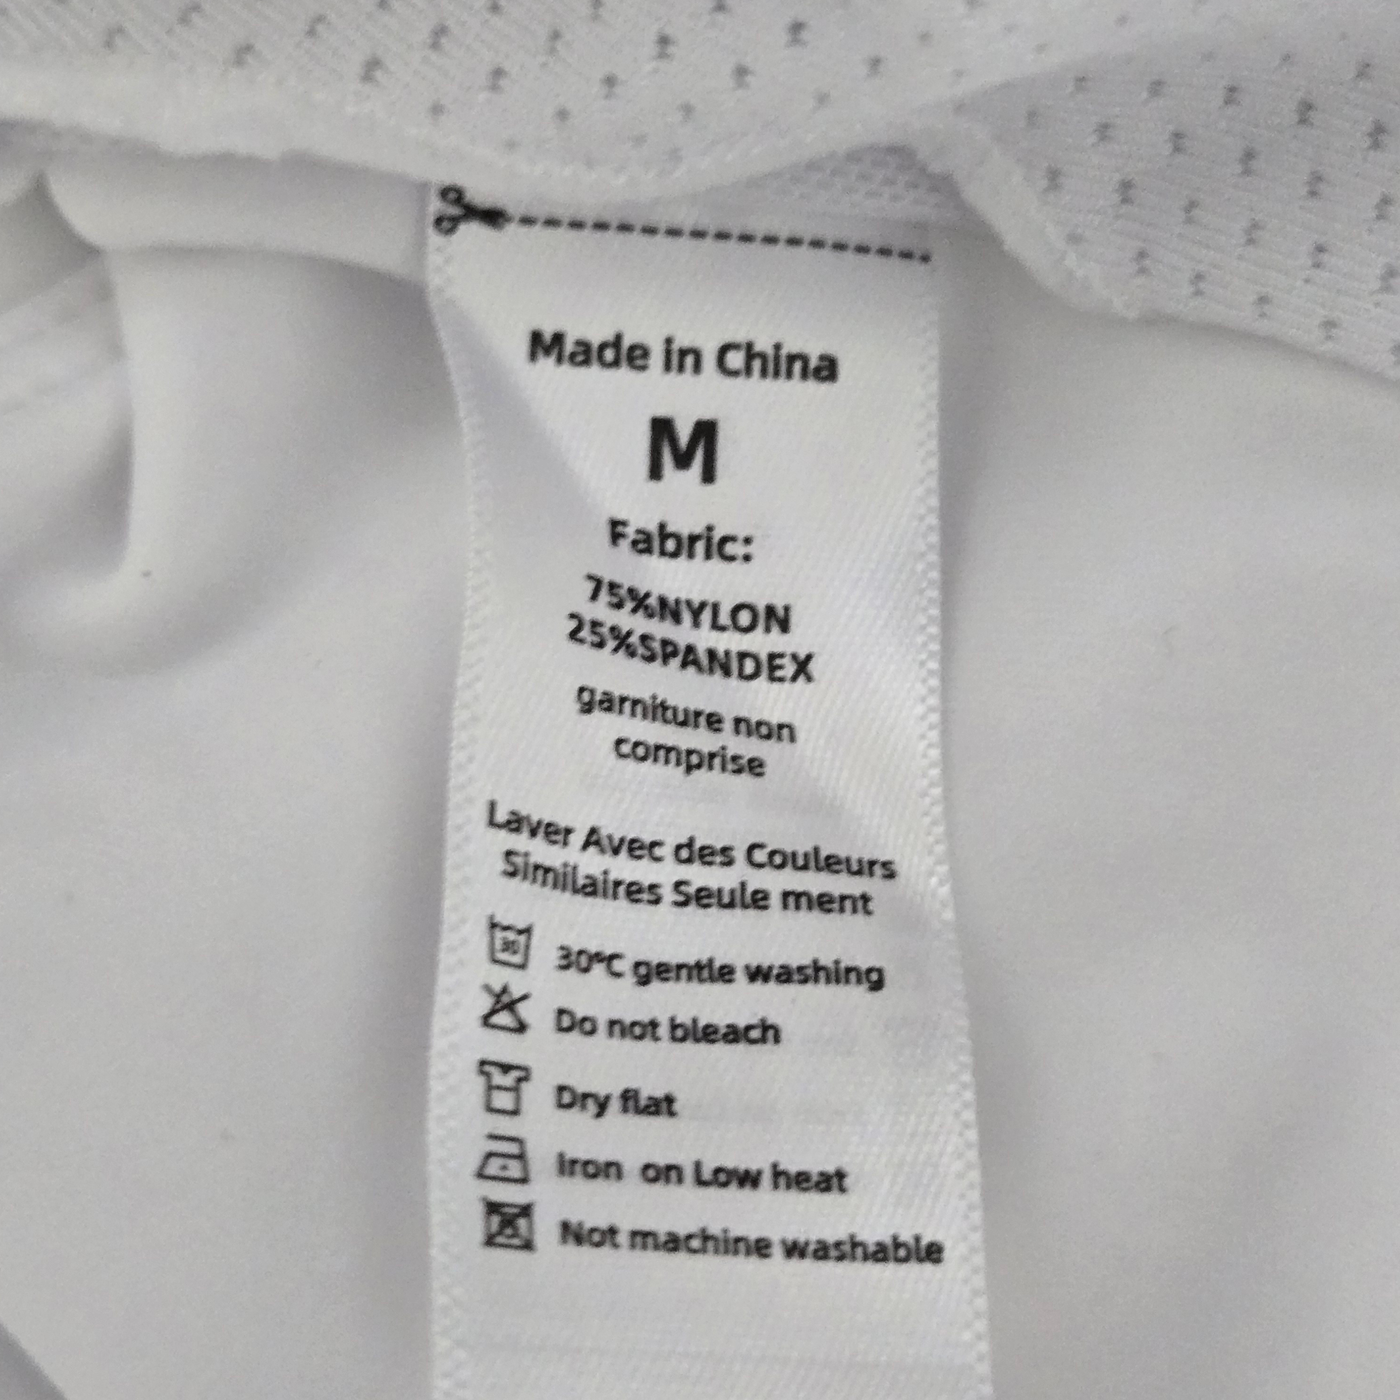 Made in China
M
Fabric:
75%NYLON
25%SPANDEX
garniture non
comprise
Laver Avec des Couleurs
Similaires Seule ment
30
30°C gentle washing
Do not bleach
Dry flat
Iron on Low heat
Not machine washable